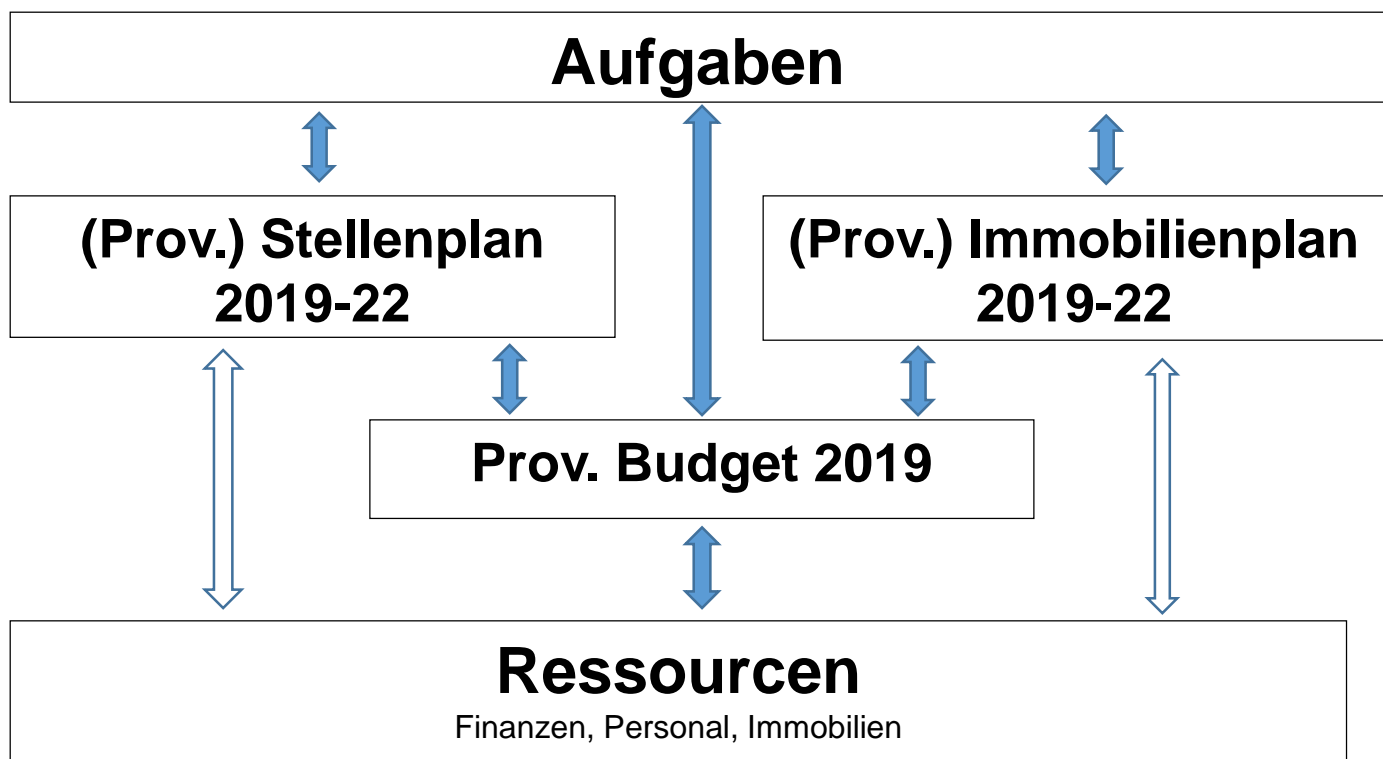 Aufgaben
(Prov.) Stellenplan
2019-22
(Prov.) Immobilienplan
2019-22
Prov. Budget 2019
Ressourcen
Finanzen, Personal, Immobilien